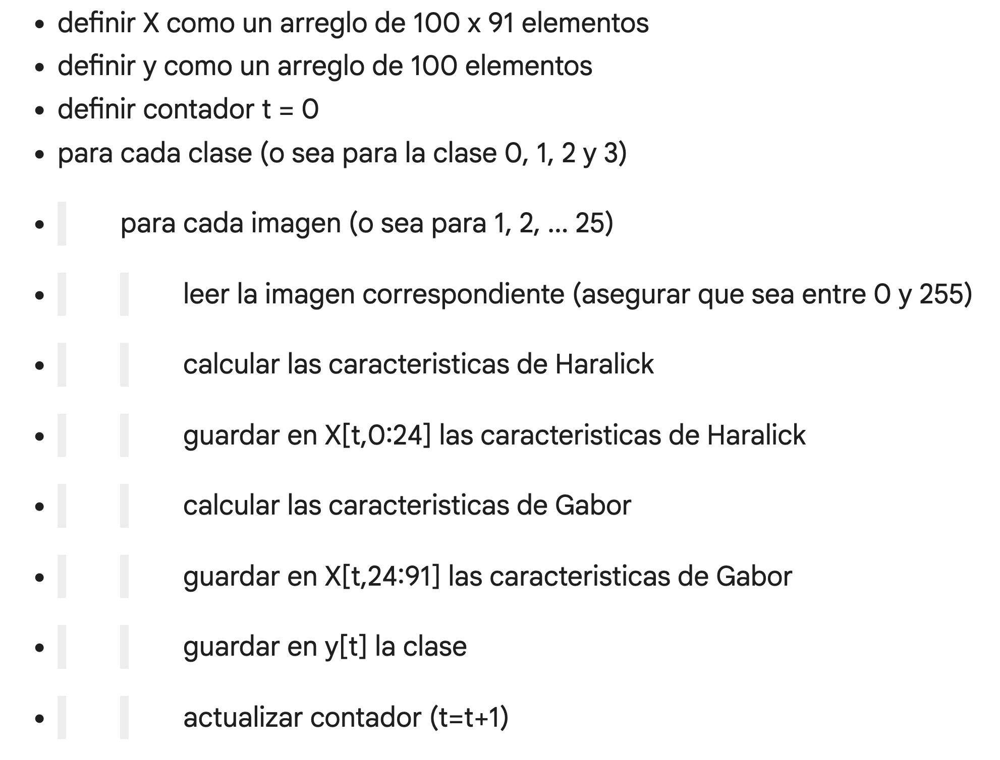 • definir X como un arreglo de 100 x 91 elementos
• definir y como un arreglo de 100 elementos
• definir contador t = 0
• para cada clase (o sea para la clase 0, 1, 2 y 3)
• para cada imagen (o sea para 1, 2, ... 25)
• leer la imagen correspondiente (asegurar que sea entre 0 y 255)
• calcular las caracteristicas de Haralick
• guardar en X[t,0:24] las caracteristicas de Haralick
• calcular las caracteristicas de Gabor
• guardar en X[t,24:91] las caracteristicas de Gabor
• guardar en y[t] la clase
• actualizar contador (t=t+1)